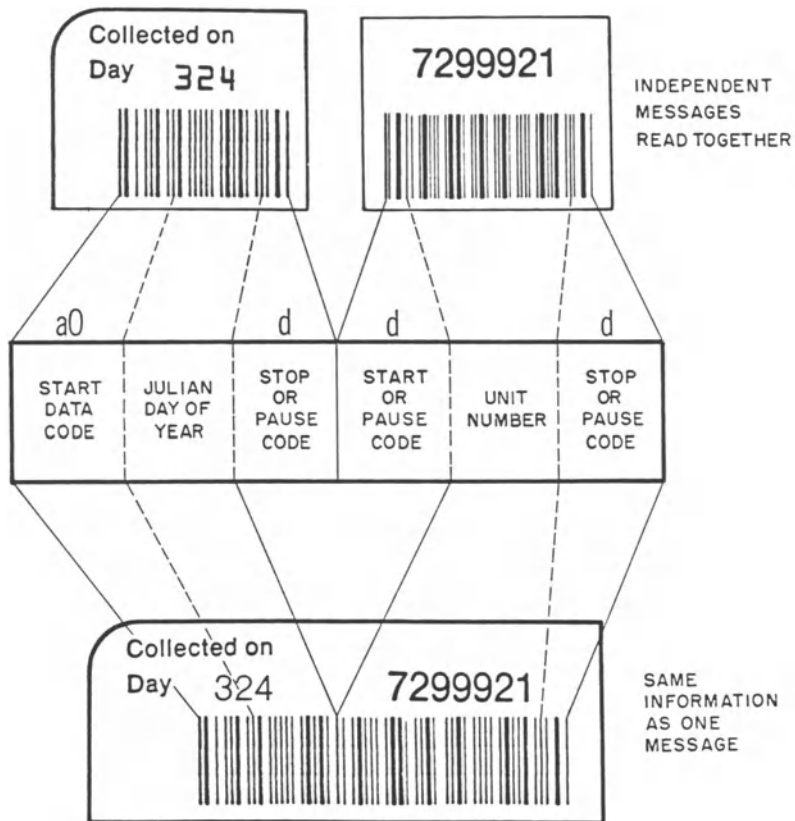 Collected on
Day 324
7299921
INDEPENDENT
MESSAGES
READ TOGETHER
a0
d
d
d
START
DATA
CODE
JULIAN
DAY OF
YEAR
STOP
OR
PAUSE
CODE
START
OR
PAUSE
CODE
UNIT
NUMBER
STOP
OR
PAUSE
CODE
Collected on
Day 324
7299921
SAME
INFORMATION
AS ONE
MESSAGE